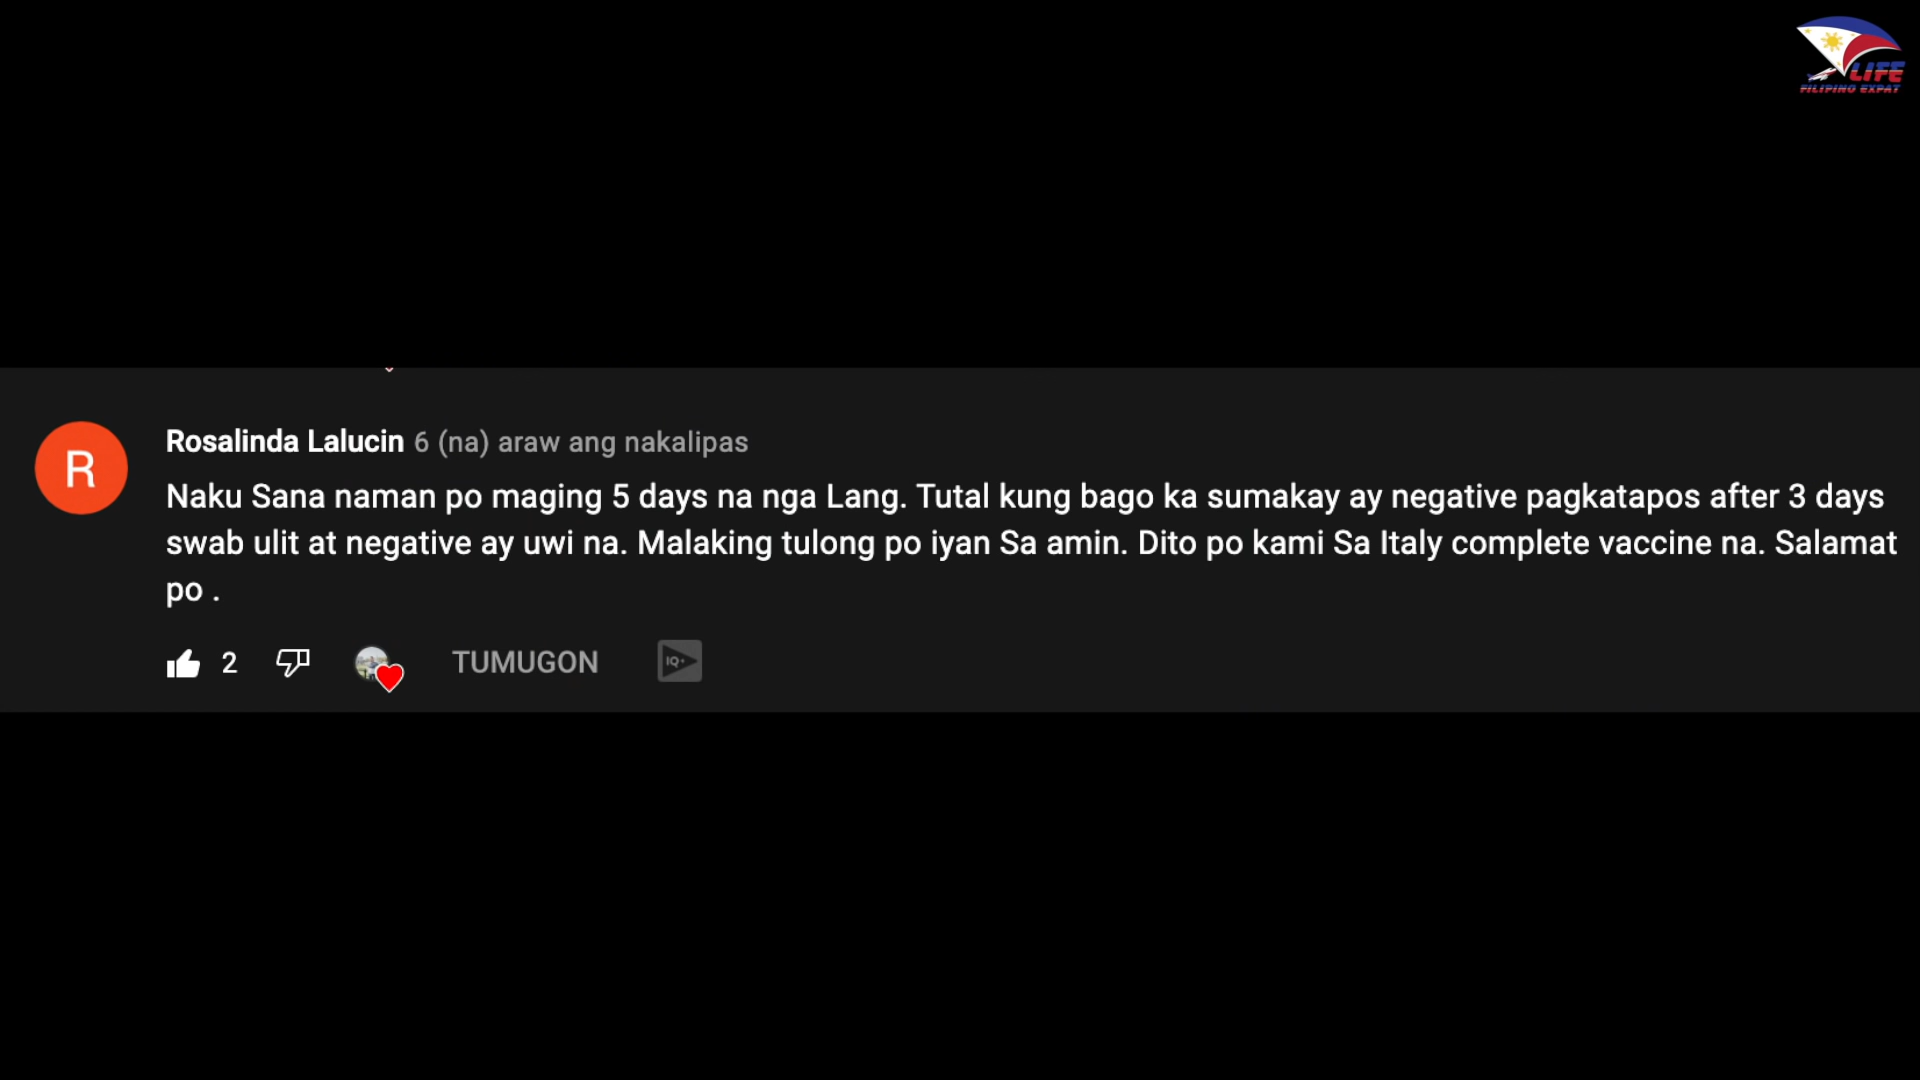 LIFE
FILIPINO EXPAT
R
Rosalinda Lalucin 6 (na) araw ang nakalipas
Naku Sana naman po maging 5 days na nga Lang. Tutal kung bago ka sumakay ay negative pagkatapos after 3 days
swab ulit at negative ay uwi na. Malaking tulong po iyan Sa amin. Dito po kami Sa Italy complete vaccine na. Salamat
po .
2 TUMUGON IQ+